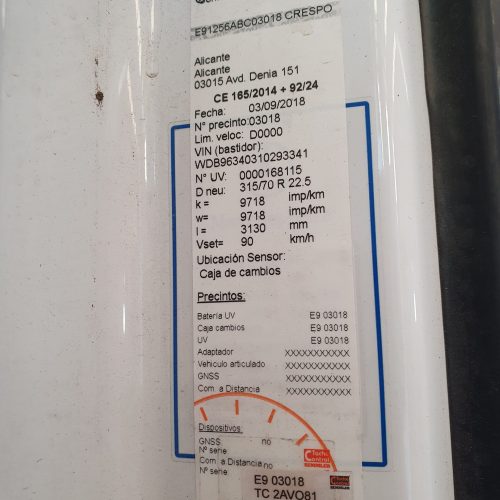 E91256ABC03018 CRESPO
Alicante
Alicante
03015 Avd. Denia 151
CE 165/2014 + 92/24
Fecha: 03/09/2018
N° precinto: 03018
Lim. veloc: D0000
VIN (bastidor):
WDB96340310293341
N° UV: 0000168115
D neu: 315/70 R 22.5
k = 9718 imp/km
w= 9718 imp/km
l = 3130 mm
Vset= 90 km/h
Ubicación Sensor:
Caja de cambios
Precintos:
Batería UV E9 03018
Caja cambios E9 03018
UV E9 03018
Adaptador XXXXXXXXXXX
Vehiculo articulado XXXXXXXXXXX
GNSS XXXXXXXXXXX
Com. a Distancia XXXXXXXXXXX
Dispositivos:
GNSS no
Nº serie
Com. a Distancia no
Nº serie
Tacho
Control
SEMMLER
E9 03018
TC 2AVO81